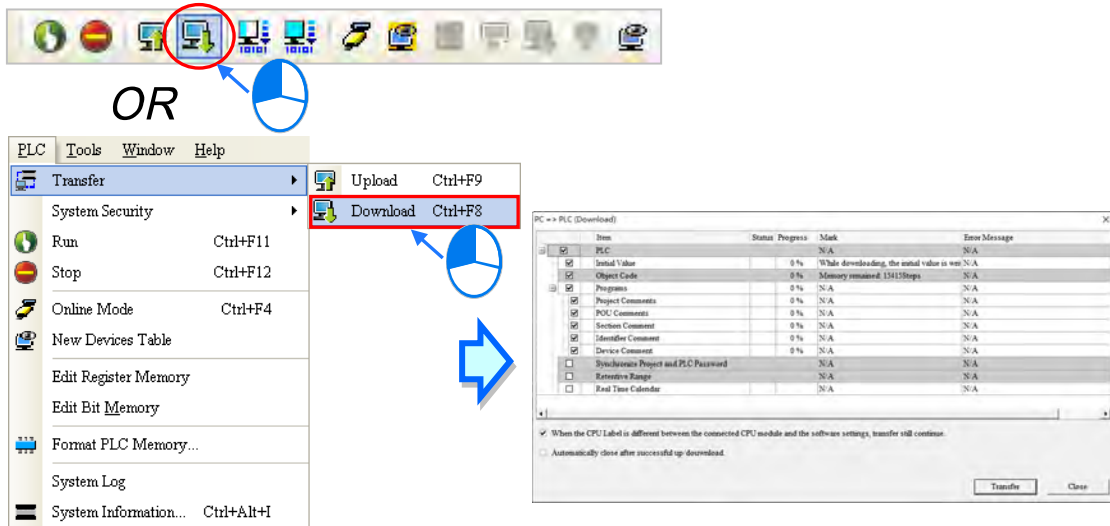 OR
PLC Tools Window Help
Transfer
Upload Ctrl+F9
Download Ctrl+F8
System Security
Run Ctrl+F11
Stop Ctrl+F12
Online Mode Ctrl+F4
New Devices Table
Edit Register Memory
Edit Bit Memory
Format PLC Memory...
System Log
System Information... Ctrl+Alt+I
PC => PLC (Download)
Item Status Progress Mark Error Message
PLC N/A N/A
Initial Value 0 % While downloading, the initial value is wri N/A
Object Code 0 % Memory remained: 15415Steps N/A
Programs 0 % N/A N/A
Project Comments 0 % N/A N/A
POU Comments 0 % N/A N/A
Section Comment 0 % N/A N/A
Identifier Comment 0 % N/A N/A
Device Comment 0 % N/A N/A
Synchronize Project and PLC Password N/A N/A
Retentive Range N/A N/A
Real Time Calendar N/A N/A
When the CPU Label is different between the connected CPU module and the software settings, transfer still continue.
Automatically close after successful up/download.
Transfer Close